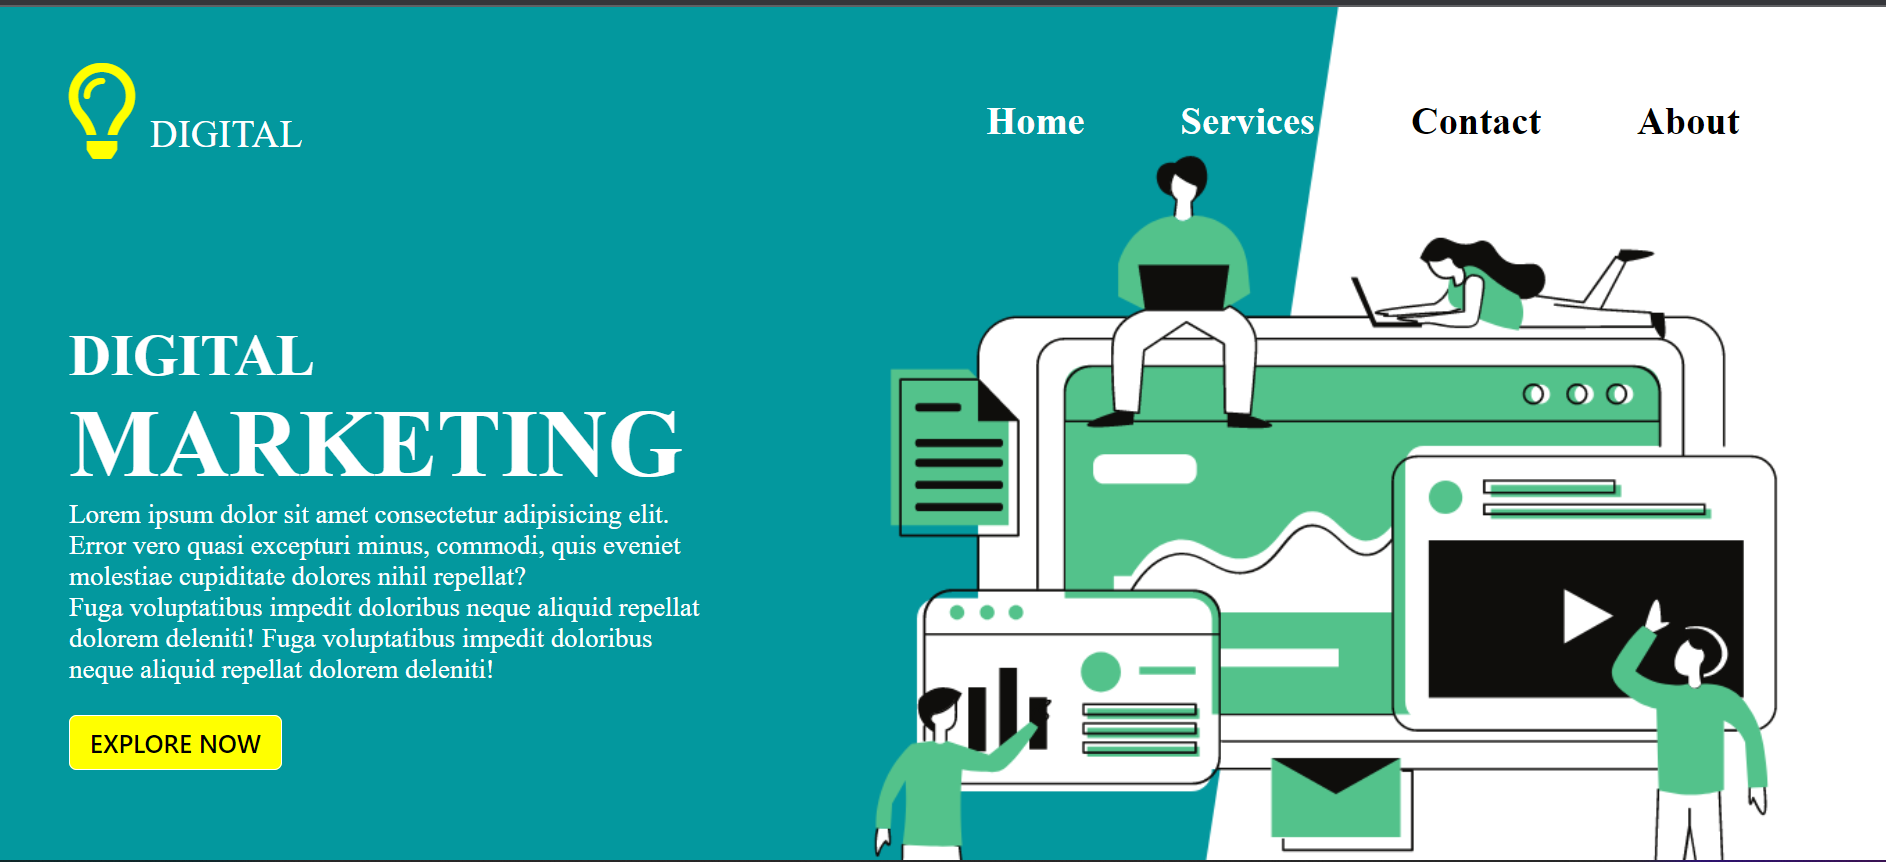 DIGITAL
Home Services Contact About
DIGITAL
MARKETING
Lorem ipsum dolor sit amet consectetur adipisicing elit.
Error vero quasi excepturi minus, commodi, quis eveniet
molestiae cupiditate dolores nihil repellat?
Fuga voluptatibus impedit doloribus neque aliquid repellat
dolorem deleniti! Fuga voluptatibus impedit doloribus
neque aliquid repellat dolorem deleniti!
EXPLORE NOW